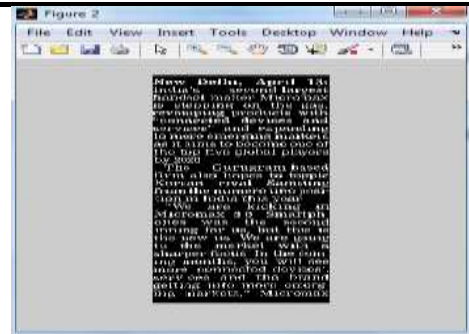 Figure 2
File Edit View Insert Tools Desktop Window Help
New Delhi, April 13:
India's second largest
handset maker Micromax
is stepping on the gas,
revamping products with
"connected devices and
services" and expanding
to more emerging markets
as it aims to become one of
the top five global players
by 2020
The Gurugram based
firm also hopes to topple
Korean rival Samsung
from the numero uno posi-
tion in India this year
"We are kicking in
Micromax 3.0 Smartph-
ones was the second
inning for us, but this is
the new us. We are going
to the market with a
sharper focus In the com-
ing months, you will see
more connected devices,
services and the brand
getting into more emerg-
ing markets," Micromax